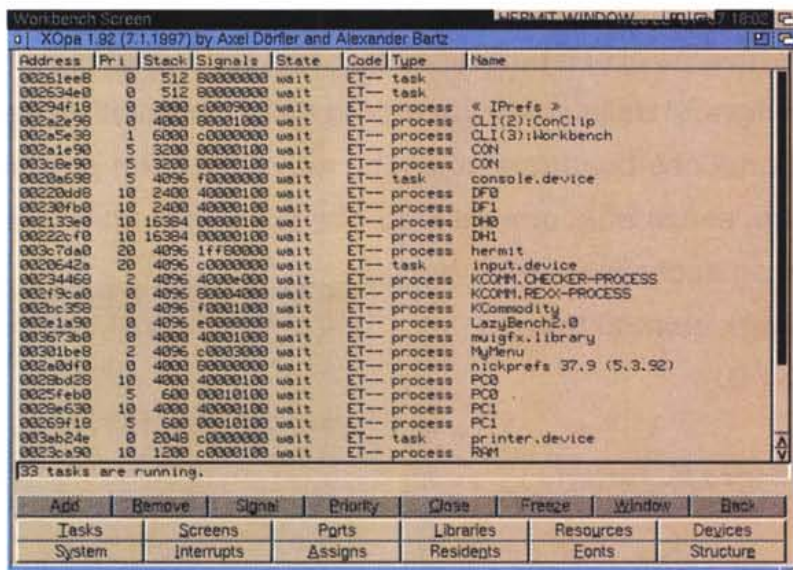 Workbench Screen HERMIT WINDOW 18:02
XOpa 1.92 (7.1.1997) by Axel Dörfler and Alexander Bartz
Address Pri Stack Signals State Code Type Name
00261ee8 0 512 80000000 wait ET-- task
002634e0 0 512 80000000 wait ET-- task
00294f18 0 3000 c0009000 wait ET-- process « IPrefs »
002a2e98 0 4000 80001000 wait ET-- process CLI(2):ConClip
002a5e38 1 6000 c0000000 wait ET-- process CLI(3):Workbench
002a1e90 5 3200 00000100 wait ET-- process CON
003c8e90 5 3200 00000100 wait ET-- process CON
0020a698 5 4096 f0000000 wait ET-- task console.device
00220dd8 10 2400 40000100 wait ET-- process DF0
00230fb0 10 2400 40000100 wait ET-- process DF1
002133e0 10 16384 00000100 wait ET-- process DH0
00222cf0 10 16384 00000100 wait ET-- process DH1
003c7da0 20 4096 1ff80000 wait ET-- process hermit
0020642a 20 4096 c0000000 wait ET-- task input.device
00234468 2 4096 4000e000 wait ET-- process KCOMM.CHECKER-PROCESS
002f9ca0 0 4096 80004000 wait ET-- process KCOMM.REXX-PROCESS
002bc358 0 4096 f0001000 wait ET-- process KCommodity
002e1a90 0 4096 e0000000 wait ET-- process LazyBench2.0
003673b0 0 4000 40001000 wait ET-- process muigfx.library
00301be8 2 4096 c0003000 wait ET-- process MyMenu
002a0df0 0 4000 80000000 wait ET-- process nickprefs 37.9 (5.3.92)
0028bd28 10 4000 40000100 wait ET-- process PC0
0025feb0 5 600 00010100 wait ET-- process PC0
0028e630 10 4000 40000100 wait ET-- process PC1
00269f18 5 600 00010100 wait ET-- process PC1
003eb24e 0 2048 c0000000 wait ET-- task printer.device
0023ca90 10 1200 c0000100 wait ET-- process RAM
33 tasks are running.
Add Remove Signal Priority Close Freeze Window Back
Tasks Screens Ports Libraries Resources Devices
System Interrupts Assigns Residents Fonts Structure